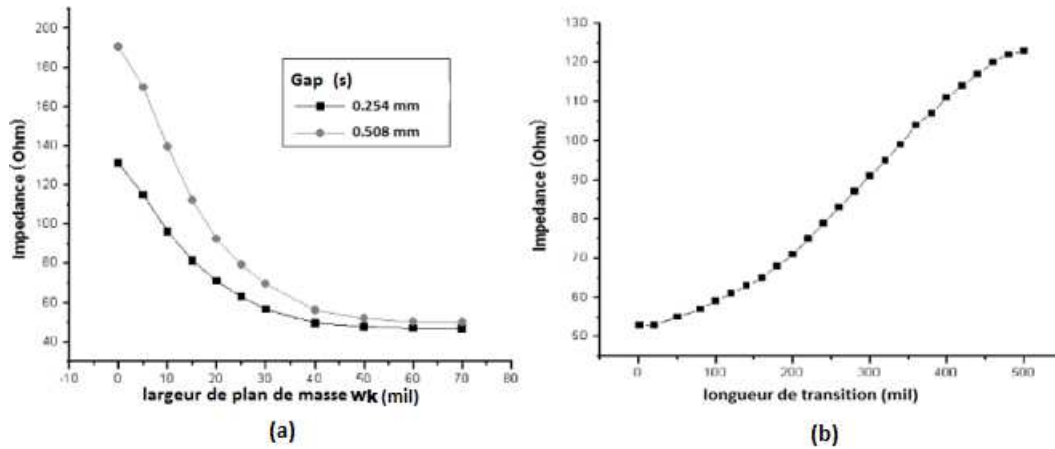 Impedance (Ohm)
200
180
160
140
120
100
80
60
40
-10 0 10 20 30 40 50 60 70 80
largeur de plan de masse Wk (mil)
Gap (s)
0.254 mm
0.508 mm
(a)
Impedance (Ohm)
130
120
110
100
90
80
70
60
50
0 100 200 300 400 500
longueur de transition (mil)
(b)